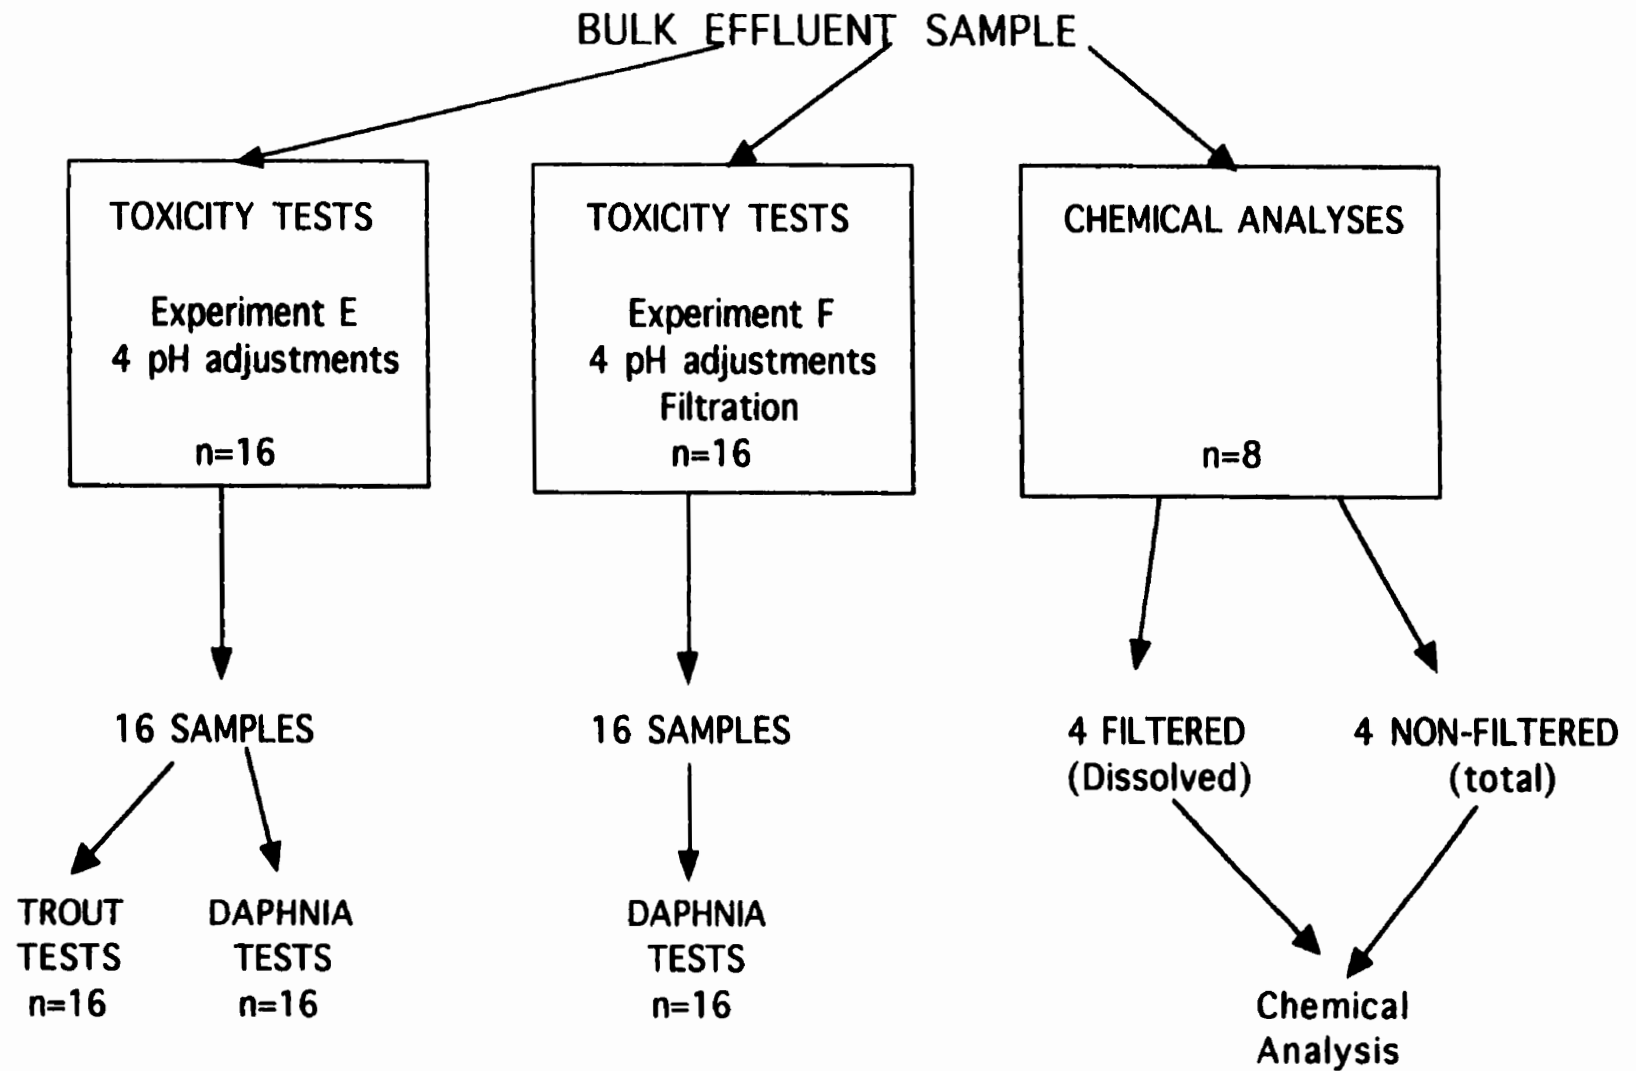 BULK EFFLUENT SAMPLE
TOXICITY TESTS
Experiment E
4 pH adjustments
n=16
TOXICITY TESTS
Experiment F
4 pH adjustments
Filtration
n=16
CHEMICAL ANALYSES
n=8
16 SAMPLES
16 SAMPLES
4 FILTERED
(Dissolved)
4 NON-FILTERED
(total)
TROUT
TESTS
n=16
DAPHNIA
TESTS
n=16
DAPHNIA
TESTS
n=16
Chemical
Analysis